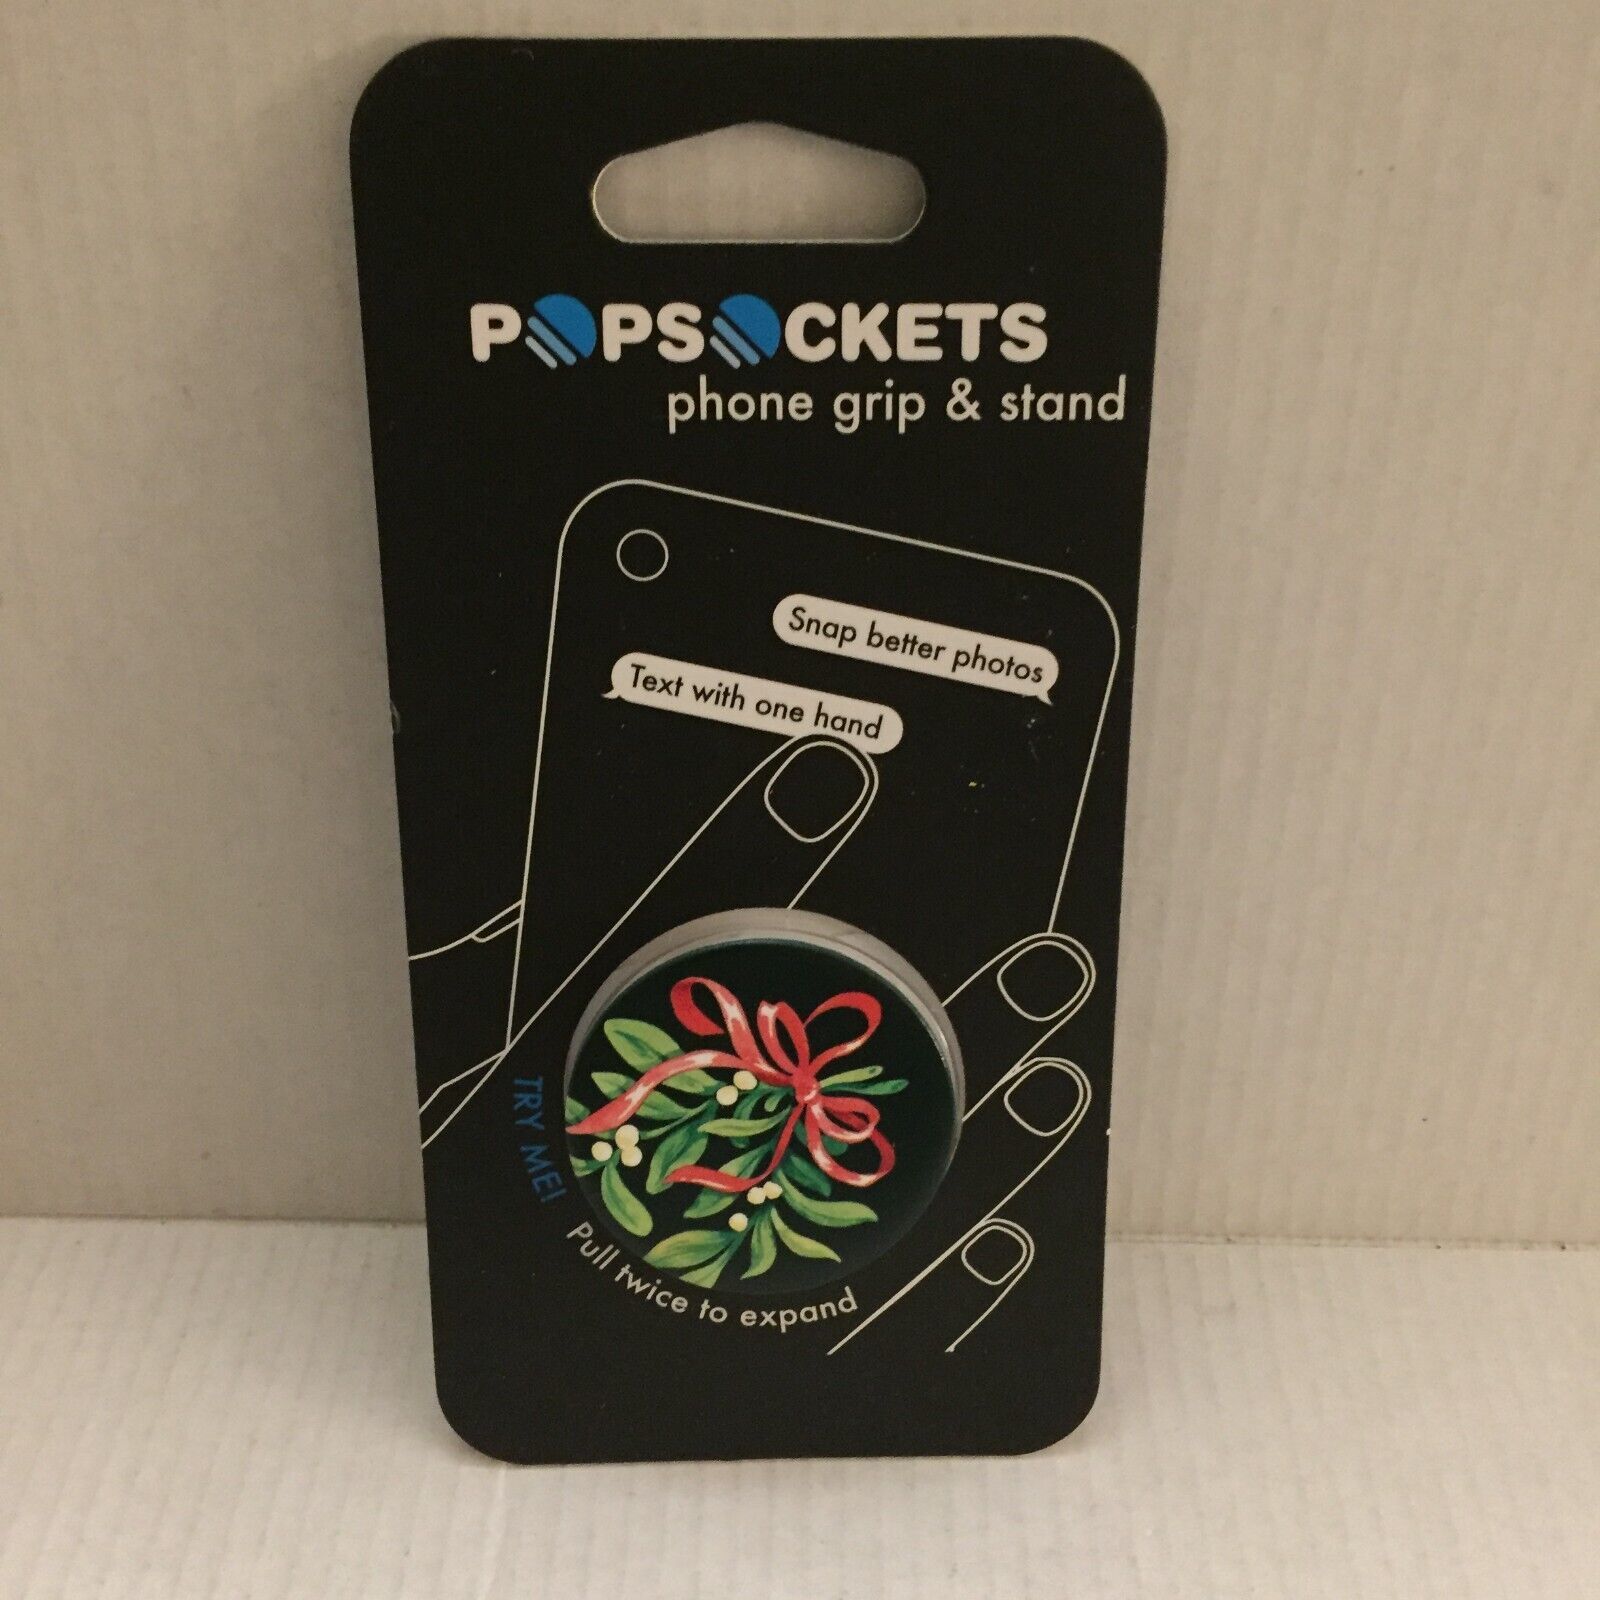 POPSOCKETS
phone grip & stand
Snap better photos
Text with one hand
TRY ME!
Pull twice to expand